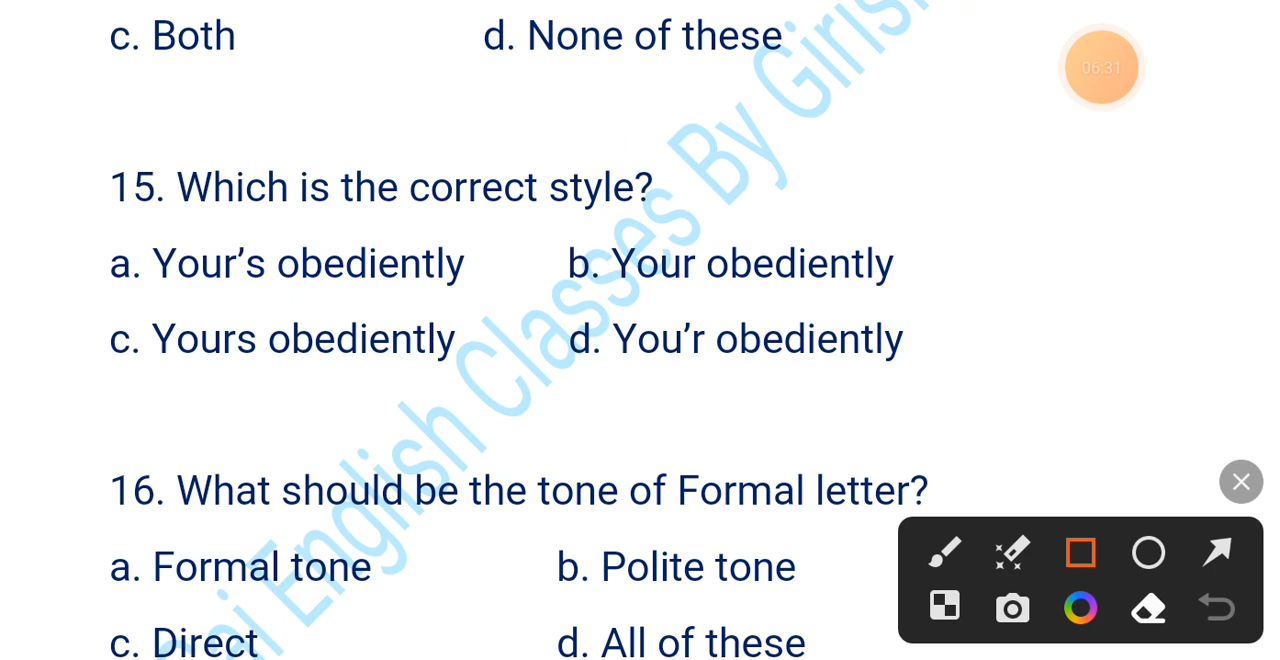 c. Both d. None of these
06:31
15. Which is the correct style?
a. Your’s obediently b. Your obediently
c. Yours obediently d. You’r obediently
16. What should be the tone of Formal letter?
a. Formal tone b. Polite tone
c. Direct d. All of these
English Classes By